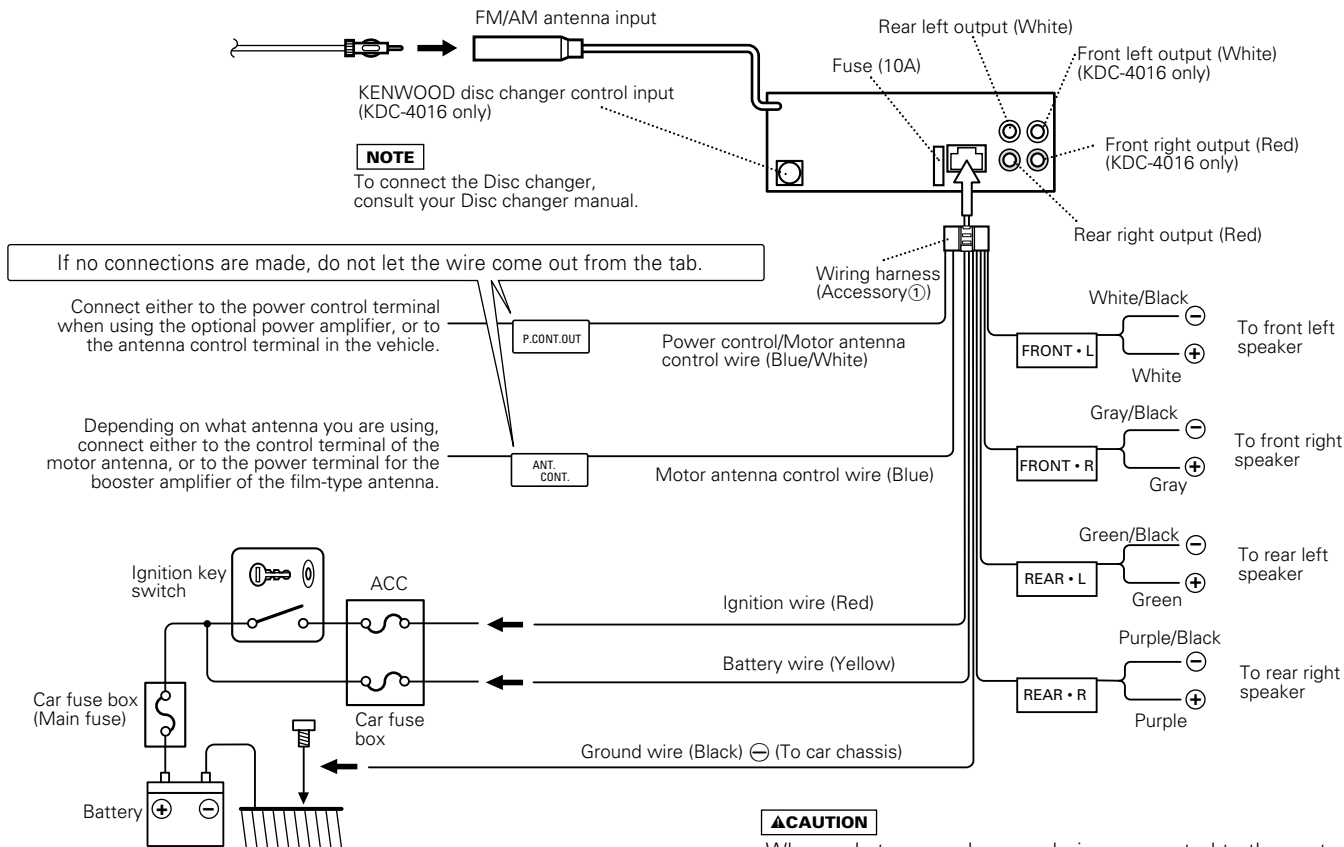 FM/AM antenna input
Rear left output (White)
Front left output (White)
(KDC-4016 only)
Fuse (10A)
KENWOOD disc changer control input
(KDC-4016 only)
Front right output (Red)
(KDC-4016 only)
NOTE
To connect the Disc changer,
consult your Disc changer manual.
Rear right output (Red)
If no connections are made, do not let the wire come out from the tab.
Wiring harness
(Accessory①)
Connect either to the power control terminal
when using the optional power amplifier, or to
the antenna control terminal in the vehicle.
P.CONT.OUT
Power control/Motor antenna
control wire (Blue/White)
White/Black
⊖
FRONT • L
⊕
White
To front left
speaker
Depending on what antenna you are using,
connect either to the control terminal of the
motor antenna, or to the power terminal for the
booster amplifier of the film-type antenna.
ANT.
CONT.
Motor antenna control wire (Blue)
Gray/Black
⊖
FRONT • R
⊕
Gray
To front right
speaker
Ignition key
switch
ACC
Ignition wire (Red)
Green/Black
⊖
REAR • L
⊕
Green
To rear left
speaker
Battery wire (Yellow)
Purple/Black
⊖
REAR • R
⊕
Purple
To rear right
speaker
Car fuse box
(Main fuse)
Car fuse
box
Ground wire (Black) ⊖ (To car chassis)
Battery
⊕ ⊖
▲CAUTION